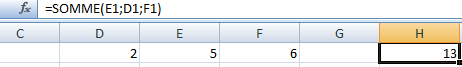 fx =SOMME(E1;D1;F1)
C D E F G H
2 5 6 13